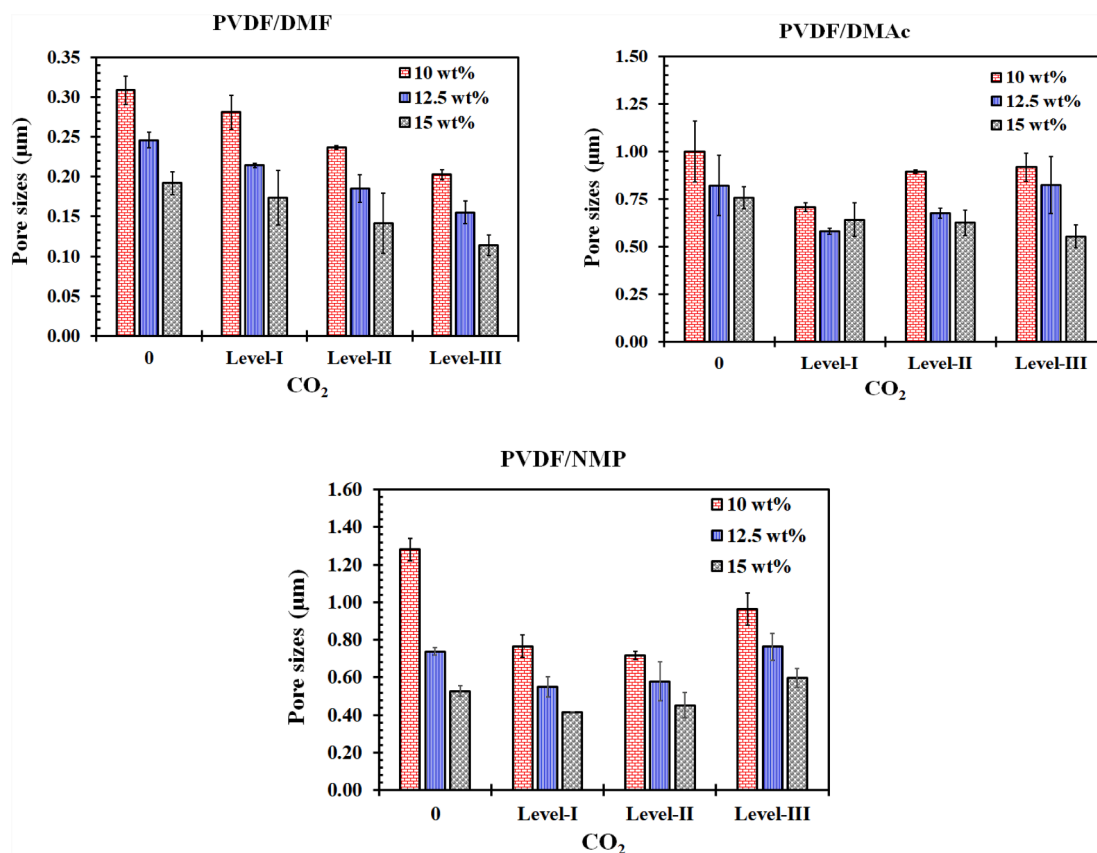 PVDF/DMF
Pore sizes (µm)
0.35
0.30
0.25
0.20
0.15
0.10
0.05
0.00
10 wt%
12.5 wt%
15 wt%
0 Level-I Level-II Level-III
CO₂
PVDF/DMAc
Pore sizes (µm)
1.50
1.25
1.00
0.75
0.50
0.25
0.00
10 wt%
12.5 wt%
15 wt%
0 Level-I Level-II Level-III
CO₂
PVDF/NMP
Pore sizes (µm)
1.60
1.40
1.20
1.00
0.80
0.60
0.40
0.20
0.00
10 wt%
12.5 wt%
15 wt%
0 Level-I Level-II Level-III
CO₂